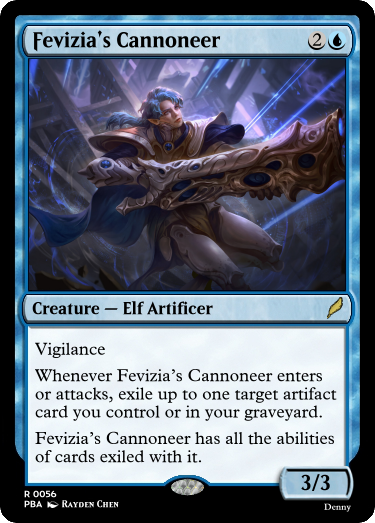 Fevizia's Cannoneer 2
Creature — Elf Artificer
Vigilance
Whenever Fevizia's Cannoneer enters
or attacks, exile up to one target artifact
card you control or in your graveyard.
Fevizia's Cannoneer has all the abilities
of cards exiled with it.
3/3
R 0056
PBA Rayden Chen
Denny